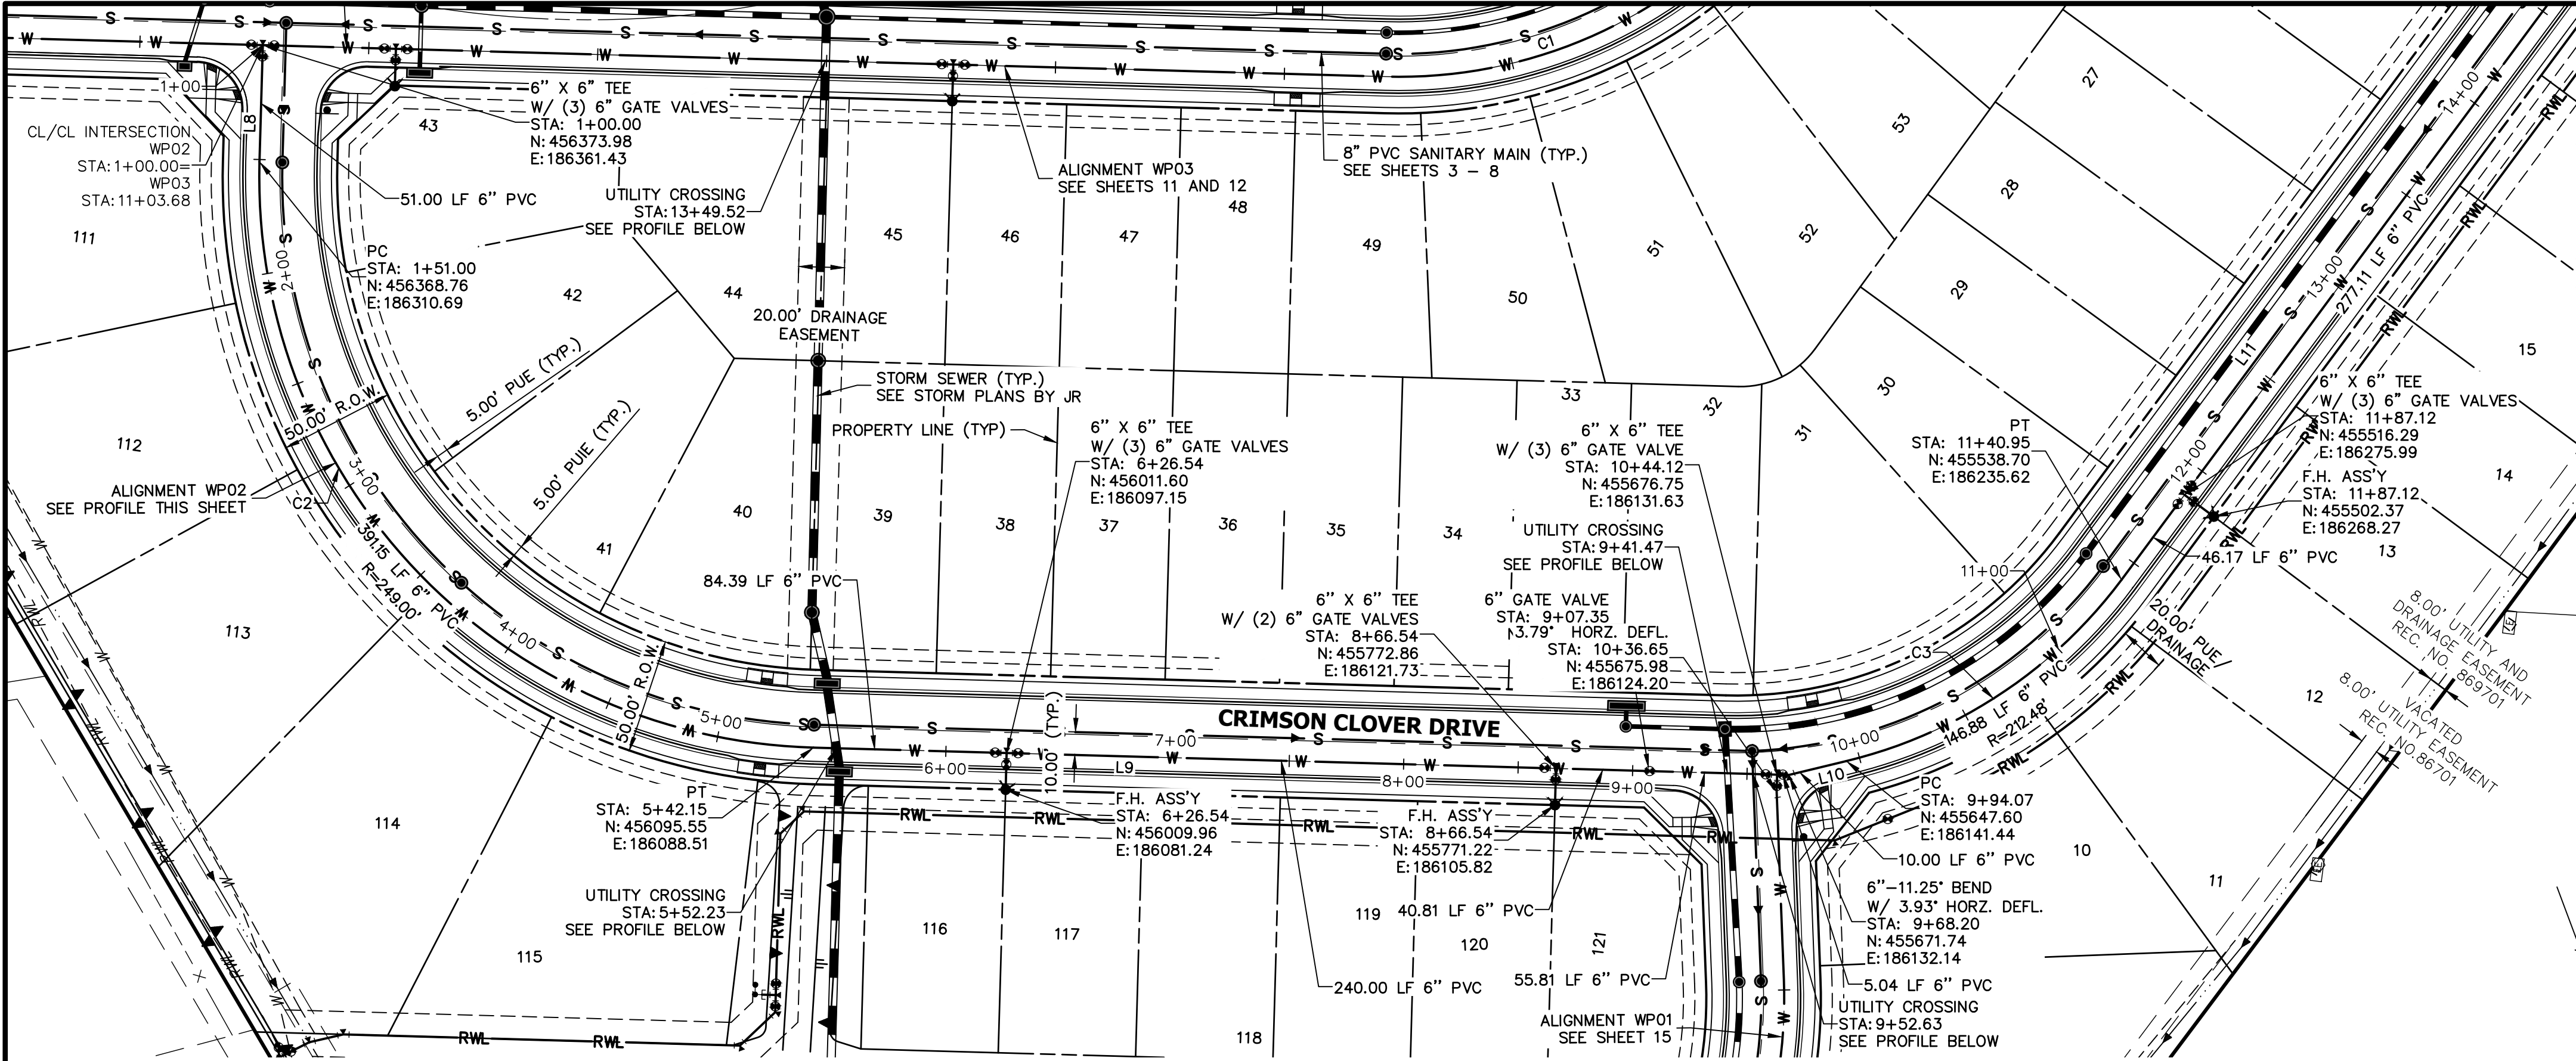 1+00
L8
CL/CL INTERSECTION
WP02
STA:1+00.00=
WP03
STA:11+03.68
43
6" X 6" TEE
W/ (3) 6" GATE VALVES
STA: 1+00.00
N: 456373.98
E:186361.43
51.00 LF 6" PVC
UTILITY CROSSING
STA:13+49.52
SEE PROFILE BELOW
ALIGNMENT WP03
SEE SHEETS 11 AND 12
48
8" PVC SANITARY MAIN (TYP.)
SEE SHEETS 3 - 8
C1
PC
STA: 1+51.00
N: 456368.76
E:186310.69
2+00
111
42
44
45
46
47
49
50
51
52
53
27
28
29
30
31
32
33
14+00
13+00
277.11 LF 6" PVC
L11
15
20.00' DRAINAGE
EASEMENT
5.00' PUE (TYP.)
5.00' PUIE (TYP.)
50.00' R.O.W.
STORM SEWER (TYP.)
SEE STORM PLANS BY JR
PROPERTY LINE (TYP)
6" X 6" TEE
W/ (3) 6" GATE VALVES
STA: 6+26.54
N: 456011.60
E:186097.15
6" X 6" TEE
W/ (3) 6" GATE VALVE
STA: 10+44.12
N: 455676.75
E:186131.63
PT
STA: 11+40.95
N: 455538.70
E:186235.62
12+00
6" X 6" TEE
W/ (3) 6" GATE VALVES
STA: 11+87.12
N: 455516.29
E:186275.99
F.H. ASS'Y
STA: 11+87.12
N: 455502.37
E:186268.27
14
13
46.17 LF 6" PVC
112
ALIGNMENT WP02
SEE PROFILE THIS SHEET
C2
3+00
391.15 LF 6" PVC
R=249.00'
113
4+00
41
40
39
38
37
36
35
34
84.39 LF 6" PVC
UTILITY CROSSING
STA:9+41.47
SEE PROFILE BELOW
6" X 6" TEE
W/ (2) 6" GATE VALVES
STA: 8+66.54
N: 455772.86
E:186121.73
6" GATE VALVE
STA: 9+07.35
3.79° HORZ. DEFL.
STA: 10+36.65
N: 455675.98
E:186124.20
11+00
C3
20.00' PUE/
DRAINAGE
8.00' UTILITY AND
DRAINAGE EASEMENT
REC. NO. 869701
8.00' VACATED
UTILITY EASEMENT
REC. NO.86701
12
50.00' R.O.W.
5+00
6+00
10.00' (TYP.)
7+00
CRIMSON CLOVER DRIVE
L9
8+00
9+00
L10
10+00
146.88 LF 6" PVC
R=212.48'
114
PT
STA: 5+42.15
N: 456095.55
E:186088.51
F.H. ASS'Y
STA: 6+26.54
N: 456009.96
E:186081.24
F.H. ASS'Y
STA: 8+66.54
N: 455771.22
E:186105.82
PC
STA: 9+94.07
N: 455647.60
E:186141.44
10.00 LF 6" PVC
10
11
UTILITY CROSSING
STA:5+52.23
SEE PROFILE BELOW
115
116
117
118
119
120
121
40.81 LF 6" PVC
240.00 LF 6" PVC
55.81 LF 6" PVC
6"-11.25° BEND
W/ 3.93° HORZ. DEFL.
STA: 9+68.20
N: 455671.74
E:186132.14
5.04 LF 6" PVC
UTILITY CROSSING
STA:9+52.63
SEE PROFILE BELOW
ALIGNMENT WP01
SEE SHEET 15
RWL
RWL
RWL
RWL
RWL
RWL
RWL
RWL
RWL